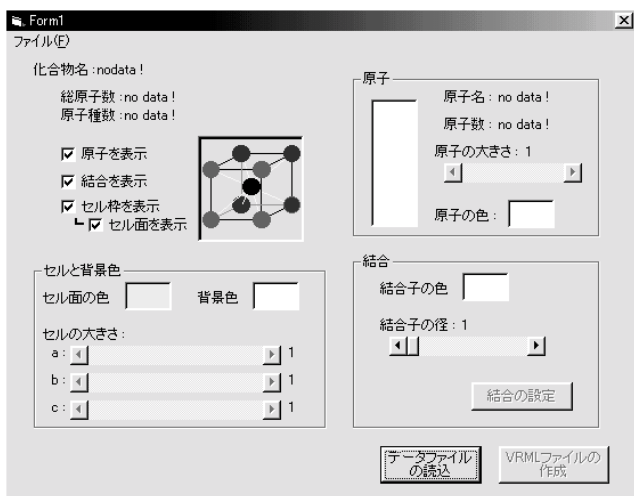 Form1
ファイル(F)
化合物名:nodata!
総原子数:no data!
原子種数:no data!
原子を表示
結合を表示
セル枠を表示
セル面を表示
原子
原子名:no data!
原子数:no data!
原子の大きさ:1
原子の色:
セルと背景色
セル面の色
背景色
セルの大きさ:
a: 1
b: 1
c: 1
結合
結合子の色
結合子の径:1
結合の設定
データファイル
の読込
VRMLファイルの
作成